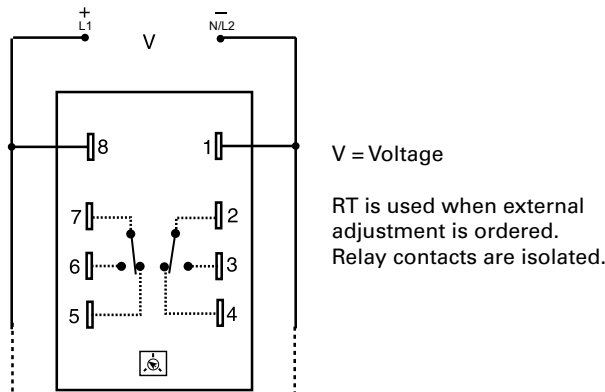 + −
L1 N/L2
V
8 1
7 2
6 3
5 4
V = Voltage
RT is used when external
adjustment is ordered.
Relay contacts are isolated.